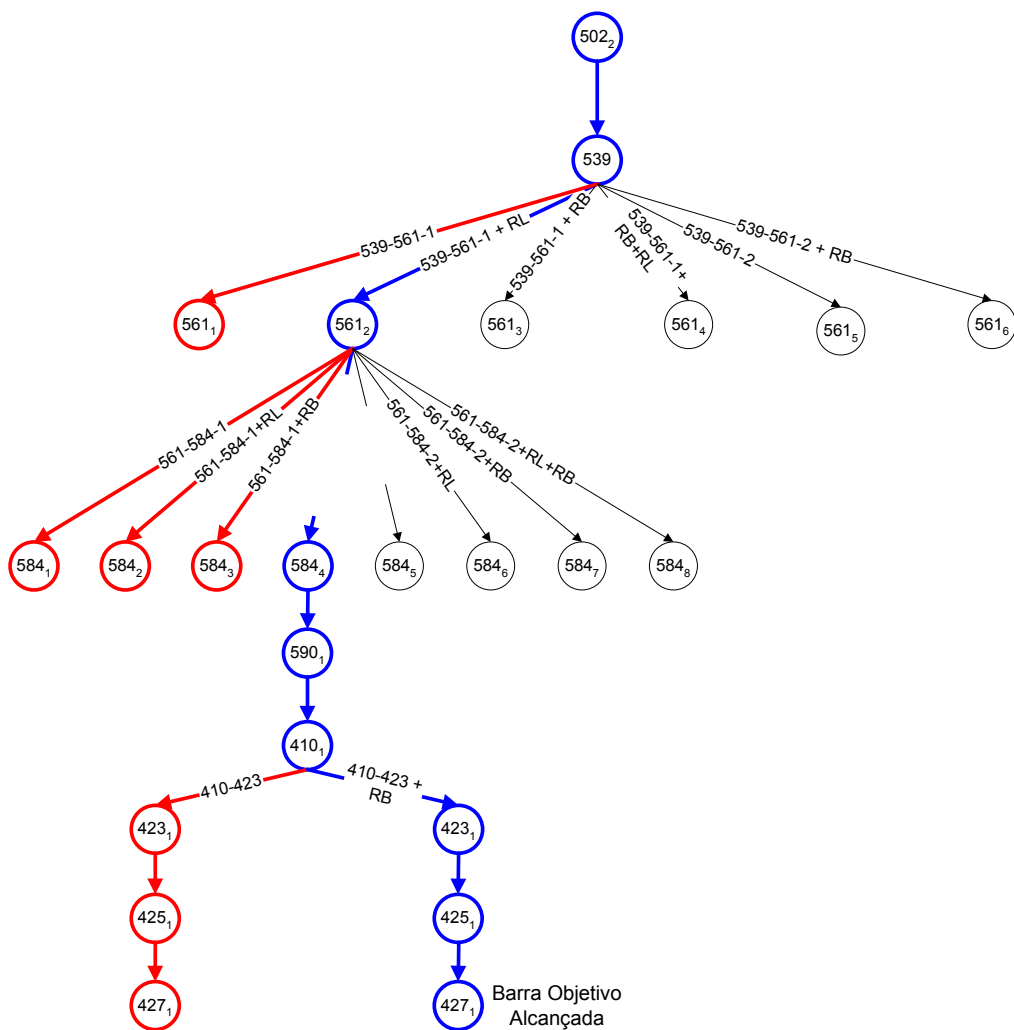 502₂
539
539-561-1
539-561-1 + RL
539-561-1 + RB
539-561-1+
RB+RL
539-561-2
539-561-2 + RB
561₁
561₂
561₃
561₄
561₅
561₆
561-584-1
561-584-1+RL
561-584-1+RB
561-584-2+RL
561-584-2+RB
561-584-2+RL+RB
584₁
584₂
584₃
584₄
584₅
584₆
584₇
584₈
590₁
410₁
410-423
410-423 +
RB
423₁
423₁
425₁
425₁
427₁
427₁
Barra Objetivo
Alcançada